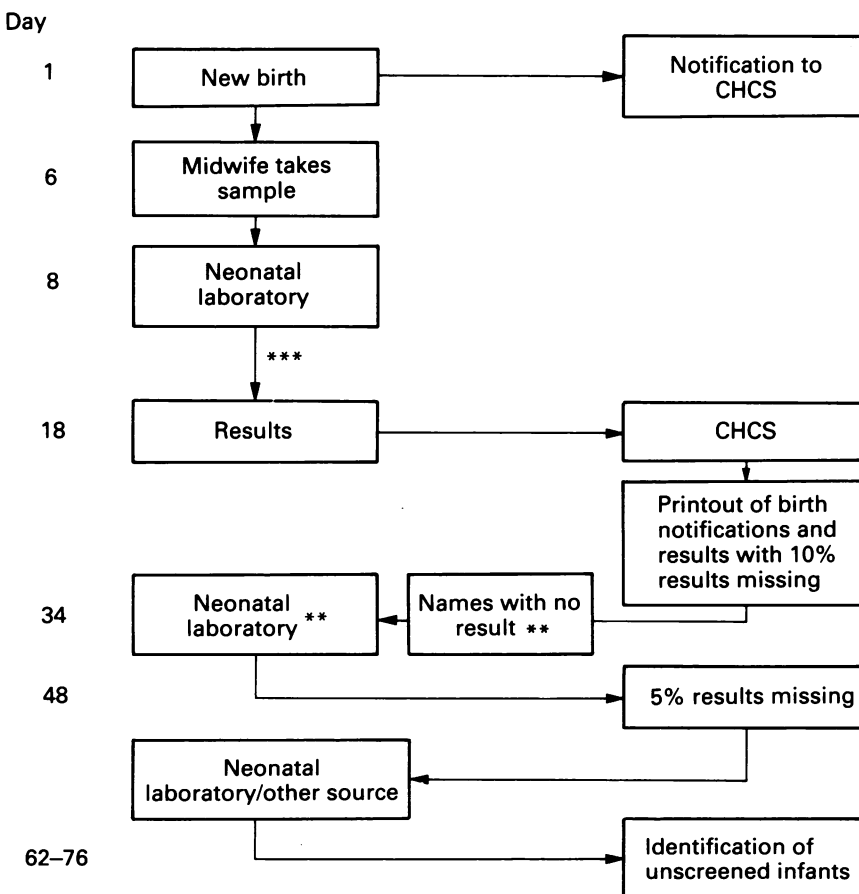 Day
1
New birth
Notification to
CHCS
6
Midwife takes
sample
8
Neonatal
laboratory
***
18
Results
CHCS
Printout of birth
notifications and
results with 10%
results missing
34
Neonatal
laboratory **
Names with no
result **
48
5% results missing
Neonatal
laboratory/other source
62–76
Identification of
unscreened infants